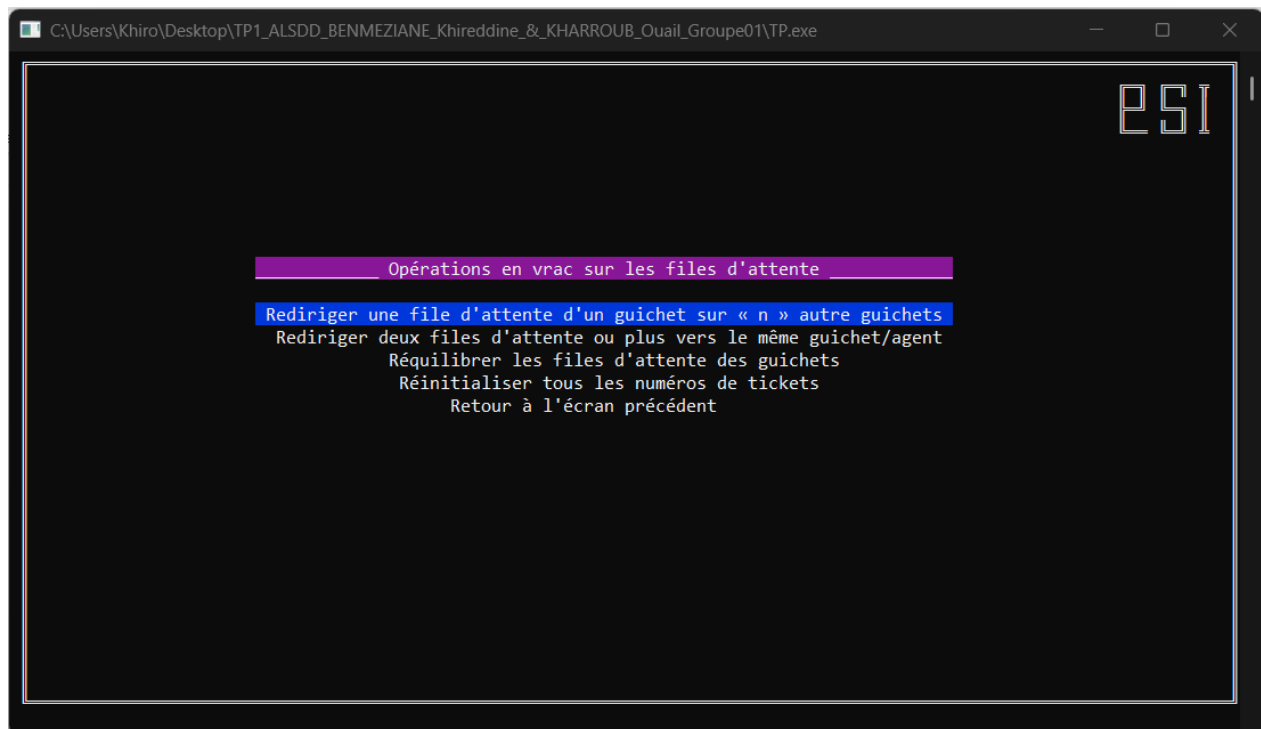 C:\Users\Khiro\Desktop\TP1_ALSDD_BENMEZIANE_Khireddine_&_KHARROUB_Ouail_Groupe01\TP.exe
ESI
____________ Opérations en vrac sur les files d'attente ____________
Rediriger une file d'attente d'un guichet sur « n » autre guichets
Rediriger deux files d'attente ou plus vers le même guichet/agent
Réquilibrer les files d'attente des guichets
Réinitialiser tous les numéros de tickets
Retour à l'écran précédent